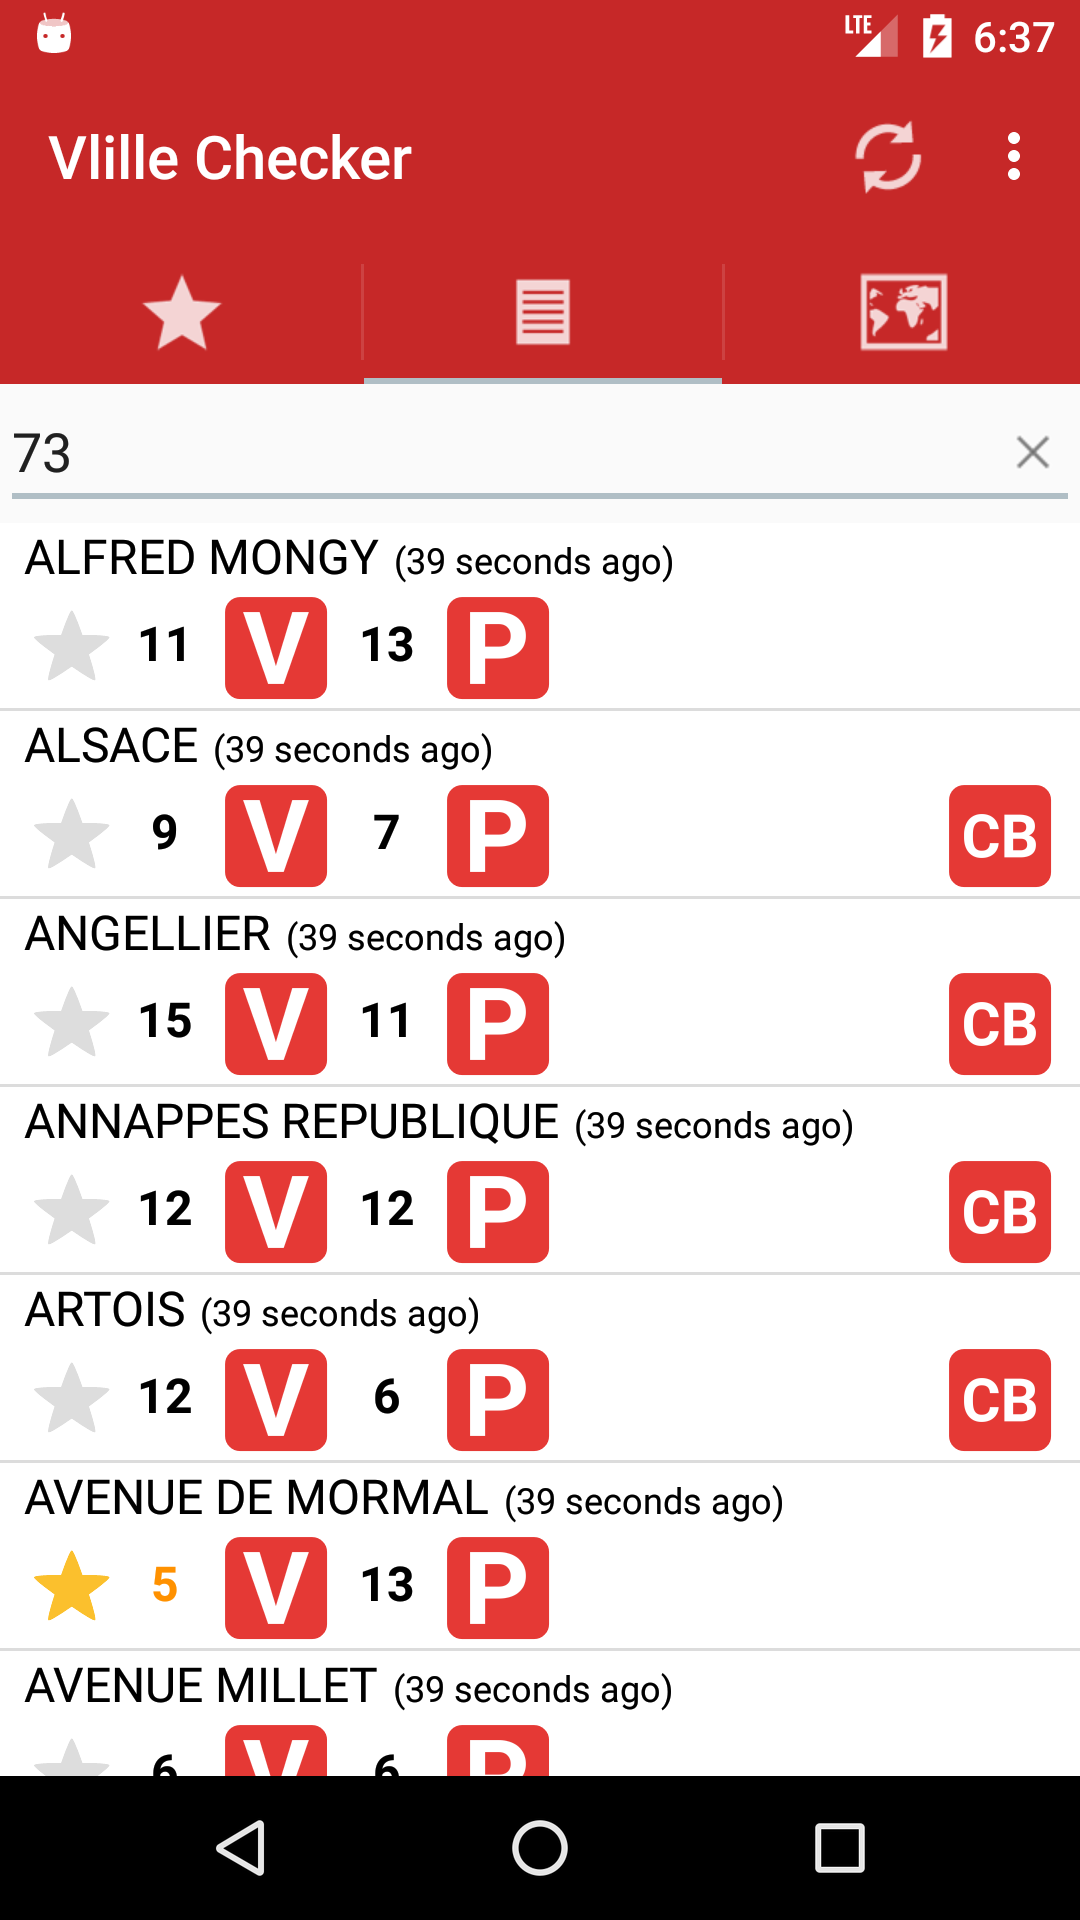 LTE 6:37
Vlille Checker
73
ALFRED MONGY (39 seconds ago)
11 V 13 P
ALSACE (39 seconds ago)
9 V 7 P CB
ANGELLIER (39 seconds ago)
15 V 11 P CB
ANNAPPES REPUBLIQUE (39 seconds ago)
12 V 12 P CB
ARTOIS (39 seconds ago)
12 V 6 P CB
AVENUE DE MORMAL (39 seconds ago)
5 V 13 P
AVENUE MILLET (39 seconds ago)
6 V 6 P